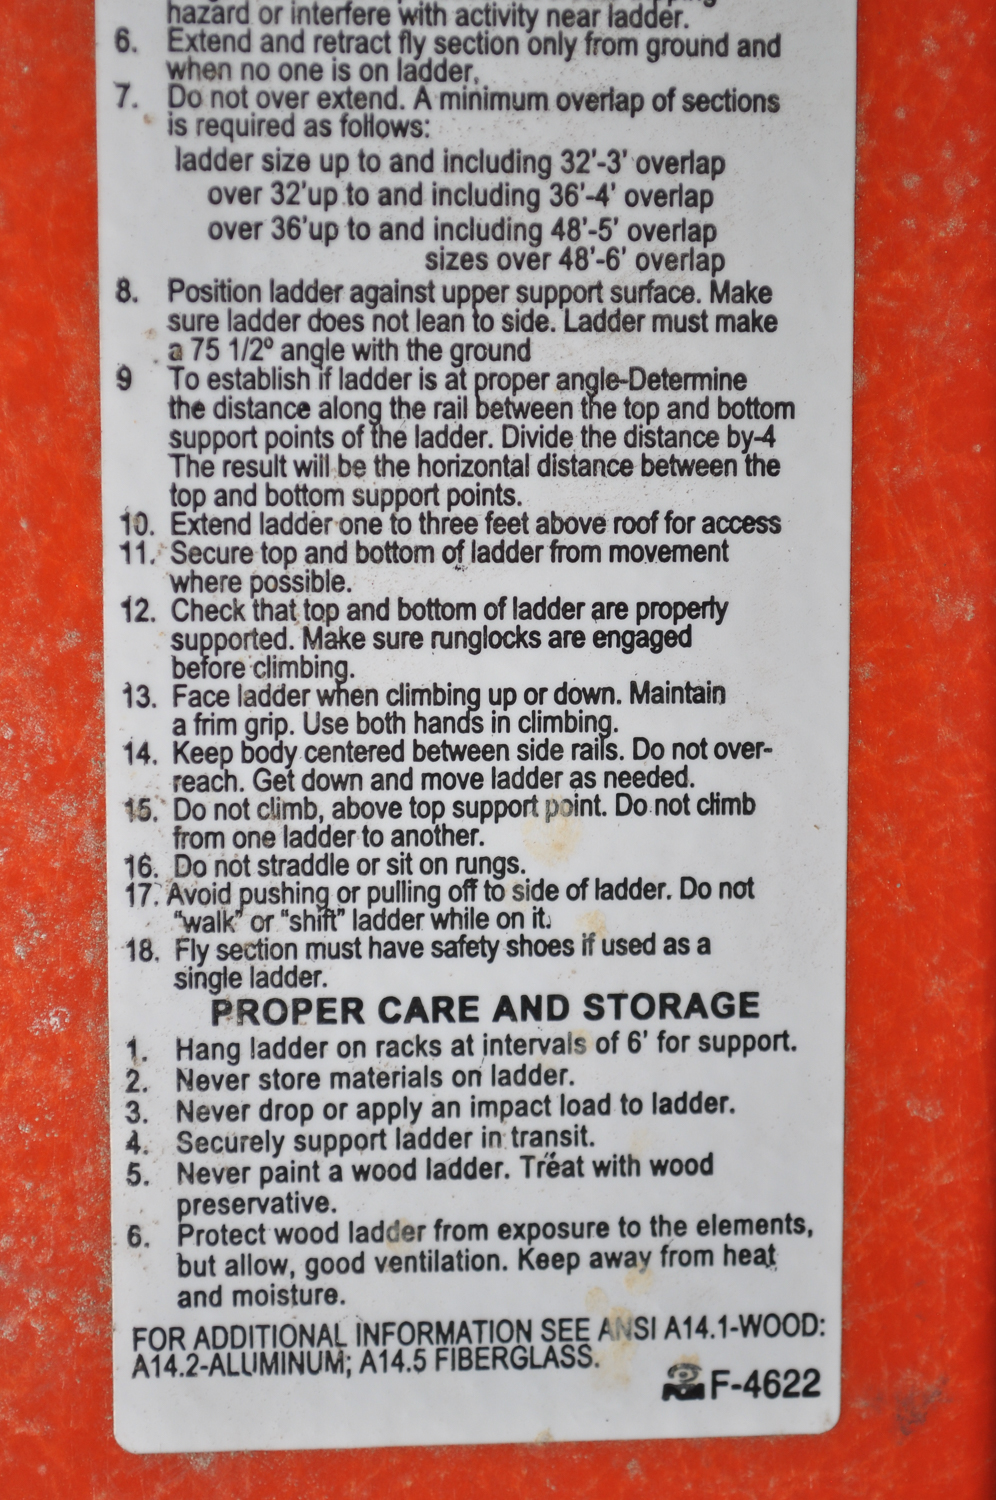 hazard or interfere with activity near ladder.
6. Extend and retract fly section only from ground and
when no one is on ladder.
7. Do not over extend. A minimum overlap of sections
is required as follows:
ladder size up to and including 32'-3' overlap
over 32'up to and including 36'-4' overlap
over 36'up to and including 48'-5' overlap
sizes over 48'-6' overlap
8. Position ladder against upper support surface. Make
sure ladder does not lean to side. Ladder must make
a 75 1/2º angle with the ground
9 To establish if ladder is at proper angle-Determine
the distance along the rail between the top and bottom
support points of the ladder. Divide the distance by-4
The result will be the horizontal distance between the
top and bottom support points.
10. Extend ladder one to three feet above roof for access
11. Secure top and bottom of ladder from movement
where possible.
12. Check that top and bottom of ladder are properly
supported. Make sure runglocks are engaged
before climbing.
13. Face ladder when climbing up or down. Maintain
a frim grip. Use both hands in climbing.
14. Keep body centered between side rails. Do not over-
reach. Get down and move ladder as needed.
15. Do not climb, above top support point. Do not climb
from one ladder to another.
16. Do not straddle or sit on rungs.
17. Avoid pushing or pulling off to side of ladder. Do not
"walk" or "shift" ladder while on it.
18. Fly section must have safety shoes if used as a
single ladder.
PROPER CARE AND STORAGE
1. Hang ladder on racks at intervals of 6' for support.
2. Never store materials on ladder.
3. Never drop or apply an impact load to ladder.
4. Securely support ladder in transit.
5. Never paint a wood ladder. Treat with wood
preservative.
6. Protect wood ladder from exposure to the elements,
but allow, good ventilation. Keep away from heat
and moisture.
FOR ADDITIONAL INFORMATION SEE ANSI A14.1-WOOD:
A14.2-ALUMINUM; A14.5 FIBERGLASS.
F-4622